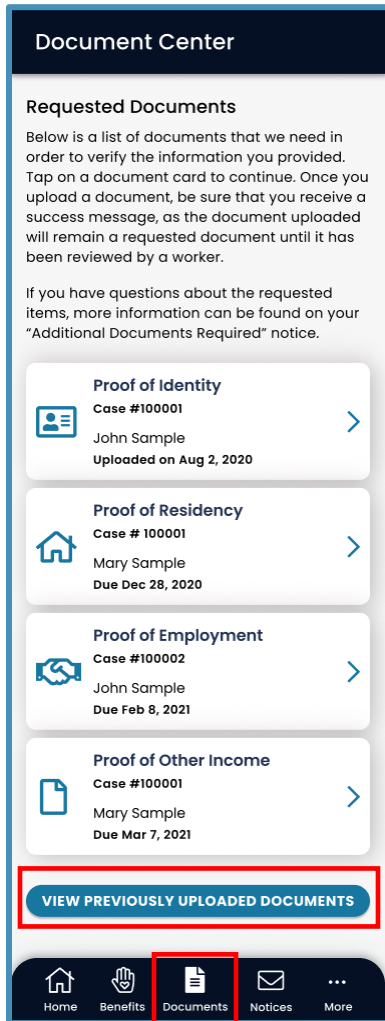 Document Center
Requested Documents
Below is a list of documents that we need in
order to verify the information you provided.
Tap on a document card to continue. Once you
upload a document, be sure that you receive a
success message, as the document uploaded
will remain a requested document until it has
been reviewed by a worker.
If you have questions about the requested
items, more information can be found on your
“Additional Documents Required” notice.
Proof of Identity
Case #100001
John Sample
Uploaded on Aug 2, 2020
Proof of Residency
Case # 100001
Mary Sample
Due Dec 28, 2020
Proof of Employment
Case #100002
John Sample
Due Feb 8, 2021
Proof of Other Income
Case #100001
Mary Sample
Due Mar 7, 2021
VIEW PREVIOUSLY UPLOADED DOCUMENTS
Home Benefits Documents Notices More